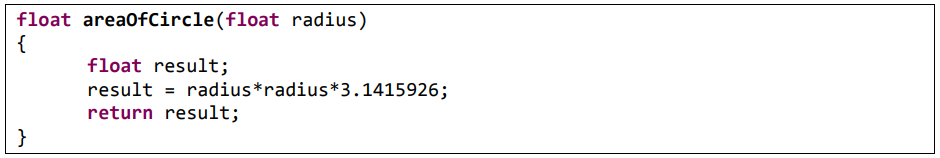 float areaOfCircle(float radius)
{
float result;
result = radius*radius*3.1415926;
return result;
}